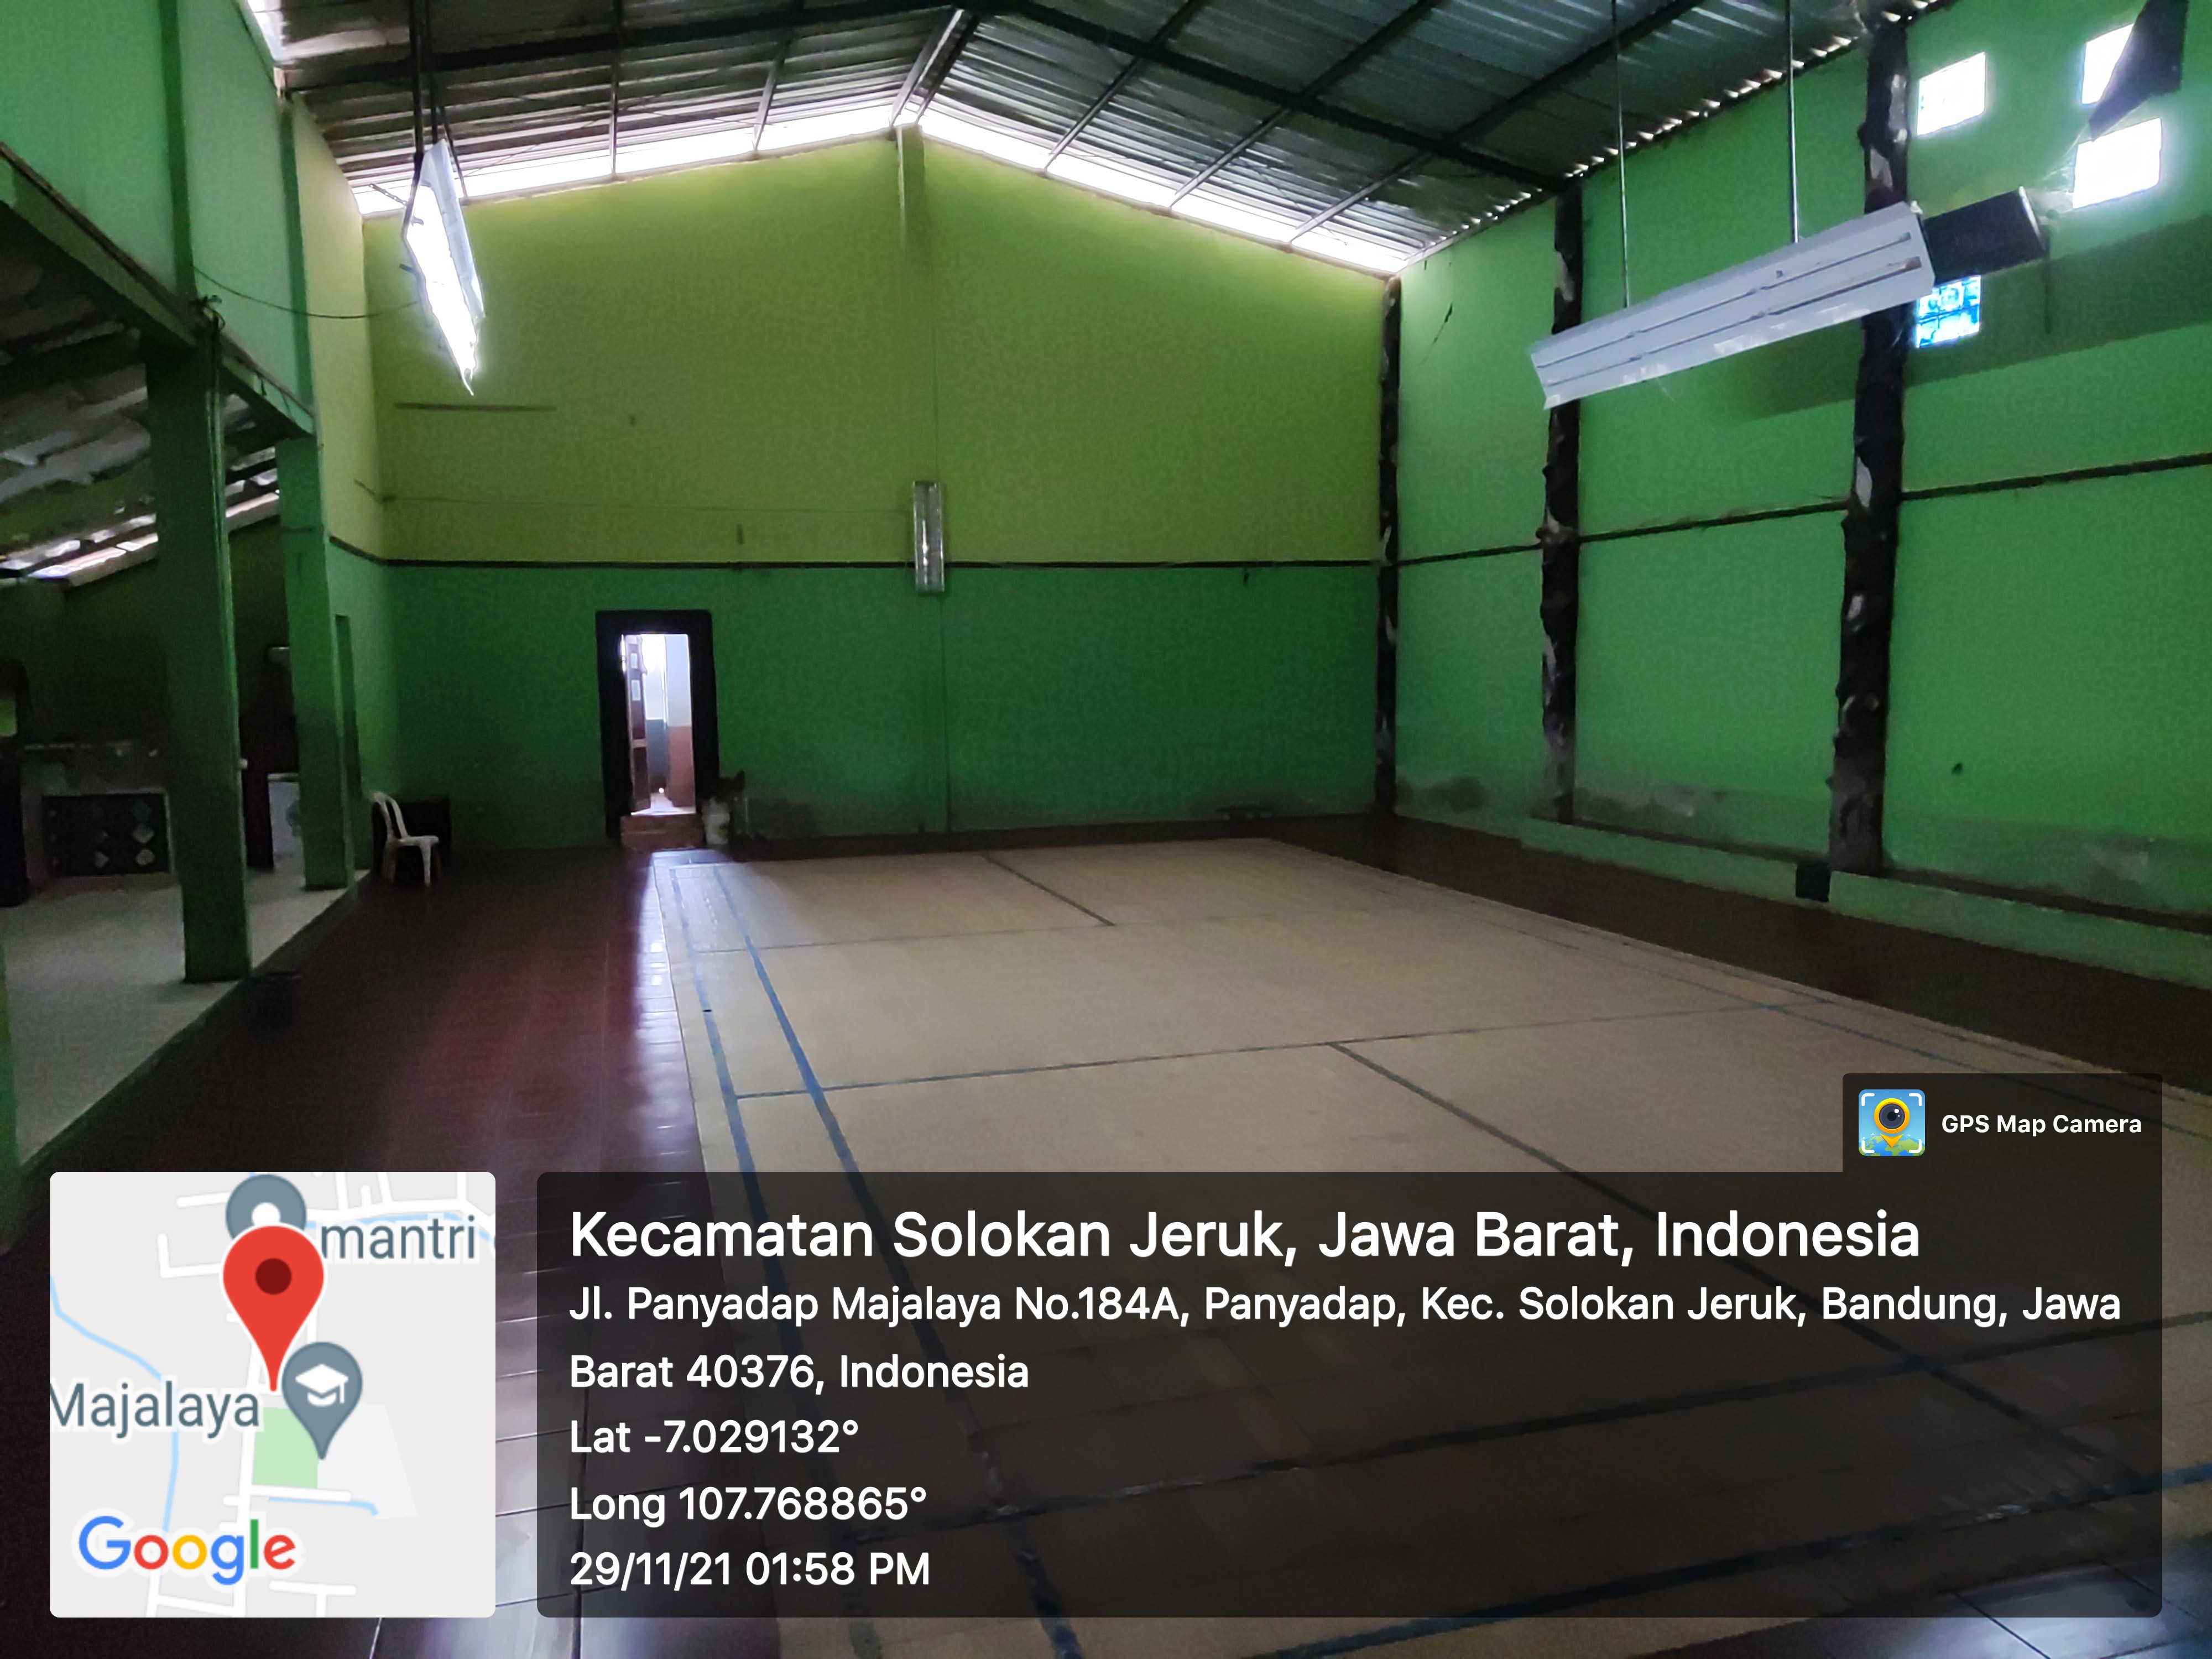 GPS Map Camera
mantri
Majalaya
Google
Kecamatan Solokan Jeruk, Jawa Barat, Indonesia
Jl. Panyadap Majalaya No.184A, Panyadap, Kec. Solokan Jeruk, Bandung, Jawa
Barat 40376, Indonesia
Lat -7.029132°
Long 107.768865°
29/11/21 01:58 PM